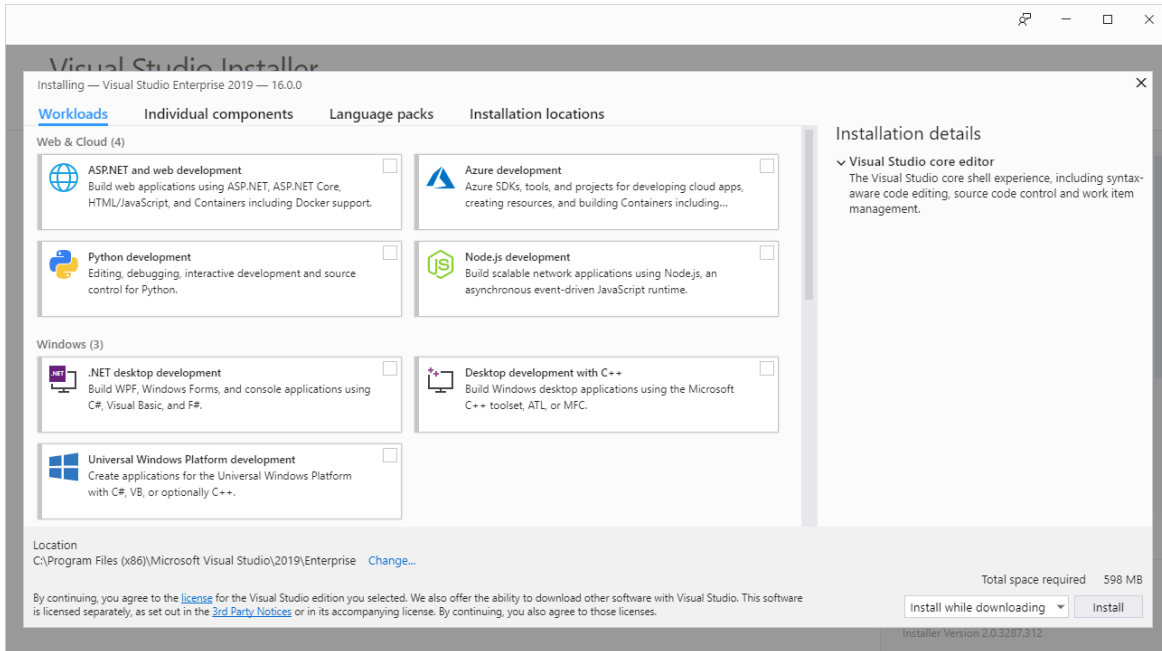 Visual Studio Installer
Installing — Visual Studio Enterprise 2019 — 16.0.0
Workloads
Individual components
Language packs
Installation locations
Web & Cloud (4)
ASP.NET and web development
Build web applications using ASP.NET, ASP.NET Core,
HTML/JavaScript, and Containers including Docker support.
Azure development
Azure SDKs, tools, and projects for developing cloud apps,
creating resources, and building Containers including...
Python development
Editing, debugging, interactive development and source
control for Python.
JS
Node.js development
Build scalable network applications using Node.js, an
asynchronous event-driven JavaScript runtime.
Windows (3)
.NET
.NET desktop development
Build WPF, Windows Forms, and console applications using
C#, Visual Basic, and F#.
Desktop development with C++
Build Windows desktop applications using the Microsoft
C++ toolset, ATL, or MFC.
Universal Windows Platform development
Create applications for the Universal Windows Platform
with C#, VB, or optionally C++.
Installation details
Visual Studio core editor
The Visual Studio core shell experience, including syntax-
aware code editing, source code control and work item
management.
Location
C:\Program Files (x86)\Microsoft Visual Studio\2019\Enterprise Change...
By continuing, you agree to the license for the Visual Studio edition you selected. We also offer the ability to download other software with Visual Studio. This software
is licensed separately, as set out in the 3rd Party Notices or in its accompanying license. By continuing, you also agree to those licenses.
Total space required 598 MB
Install while downloading
Install
Installer Version 2.0.3287.312